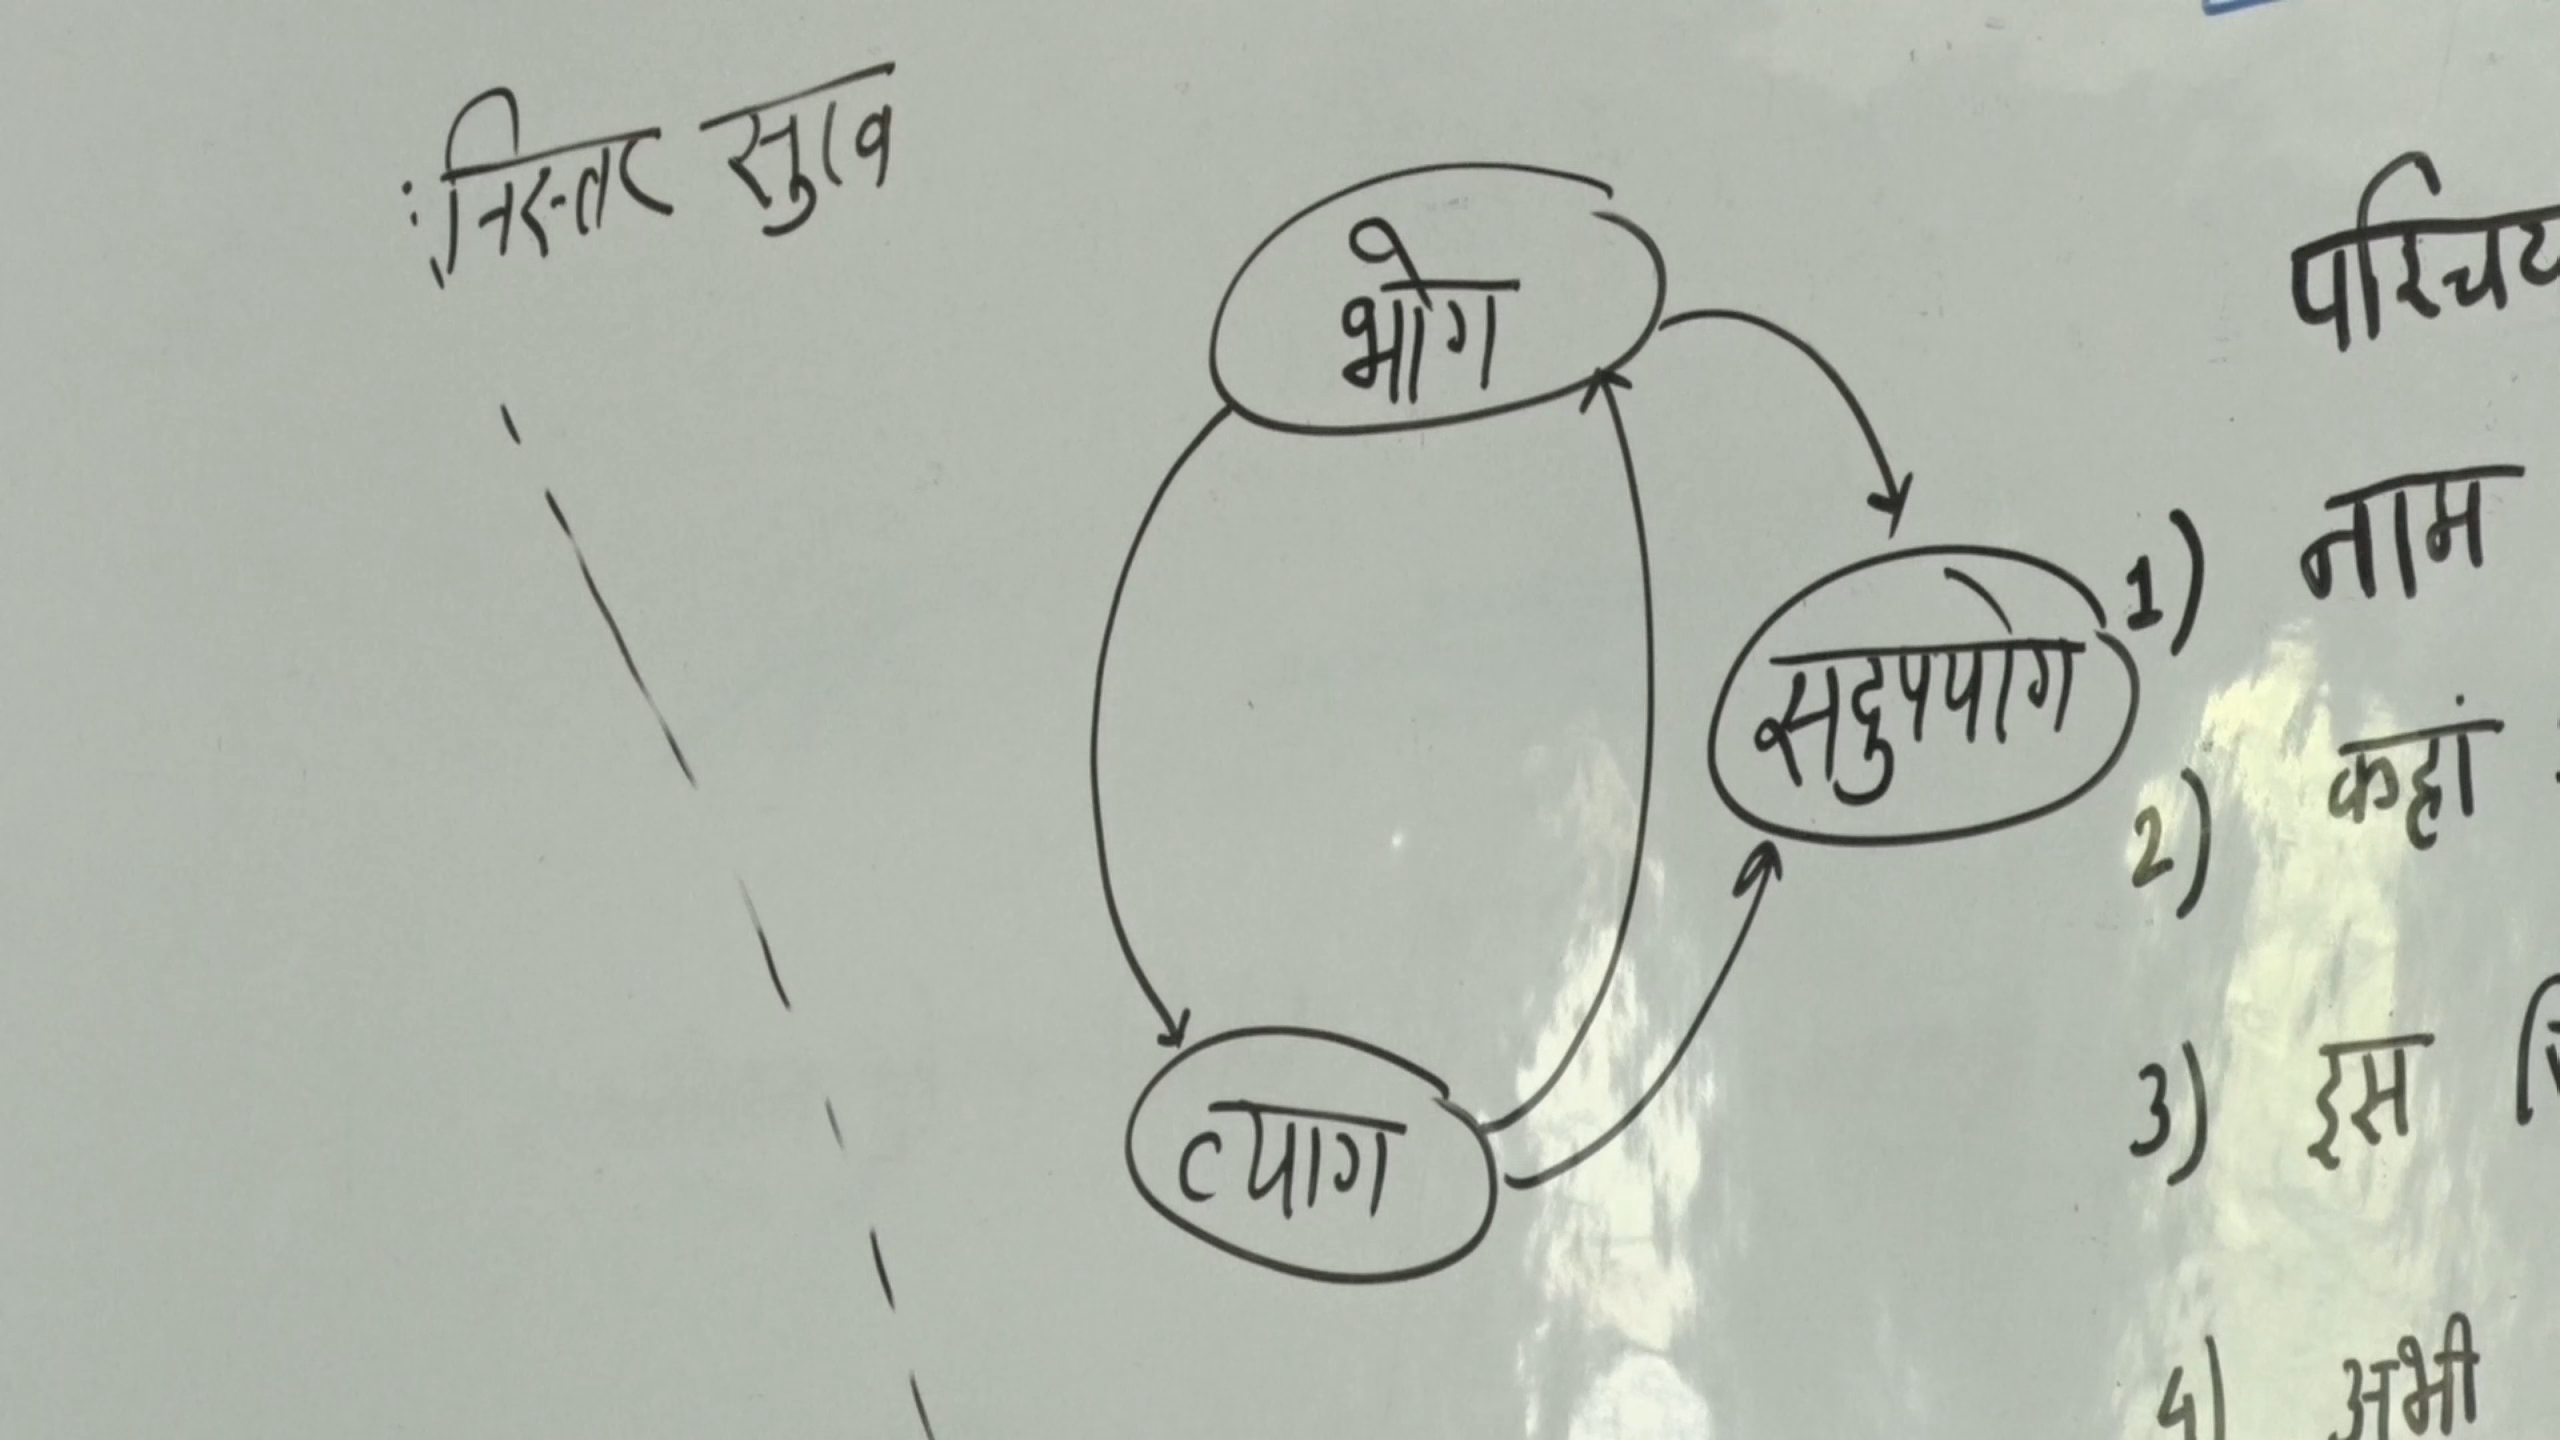 निरन्तर सुख
भोग
सदुपयोग
त्याग
परिचय
1) नाम
2) कहां
3) इस
4) अभी